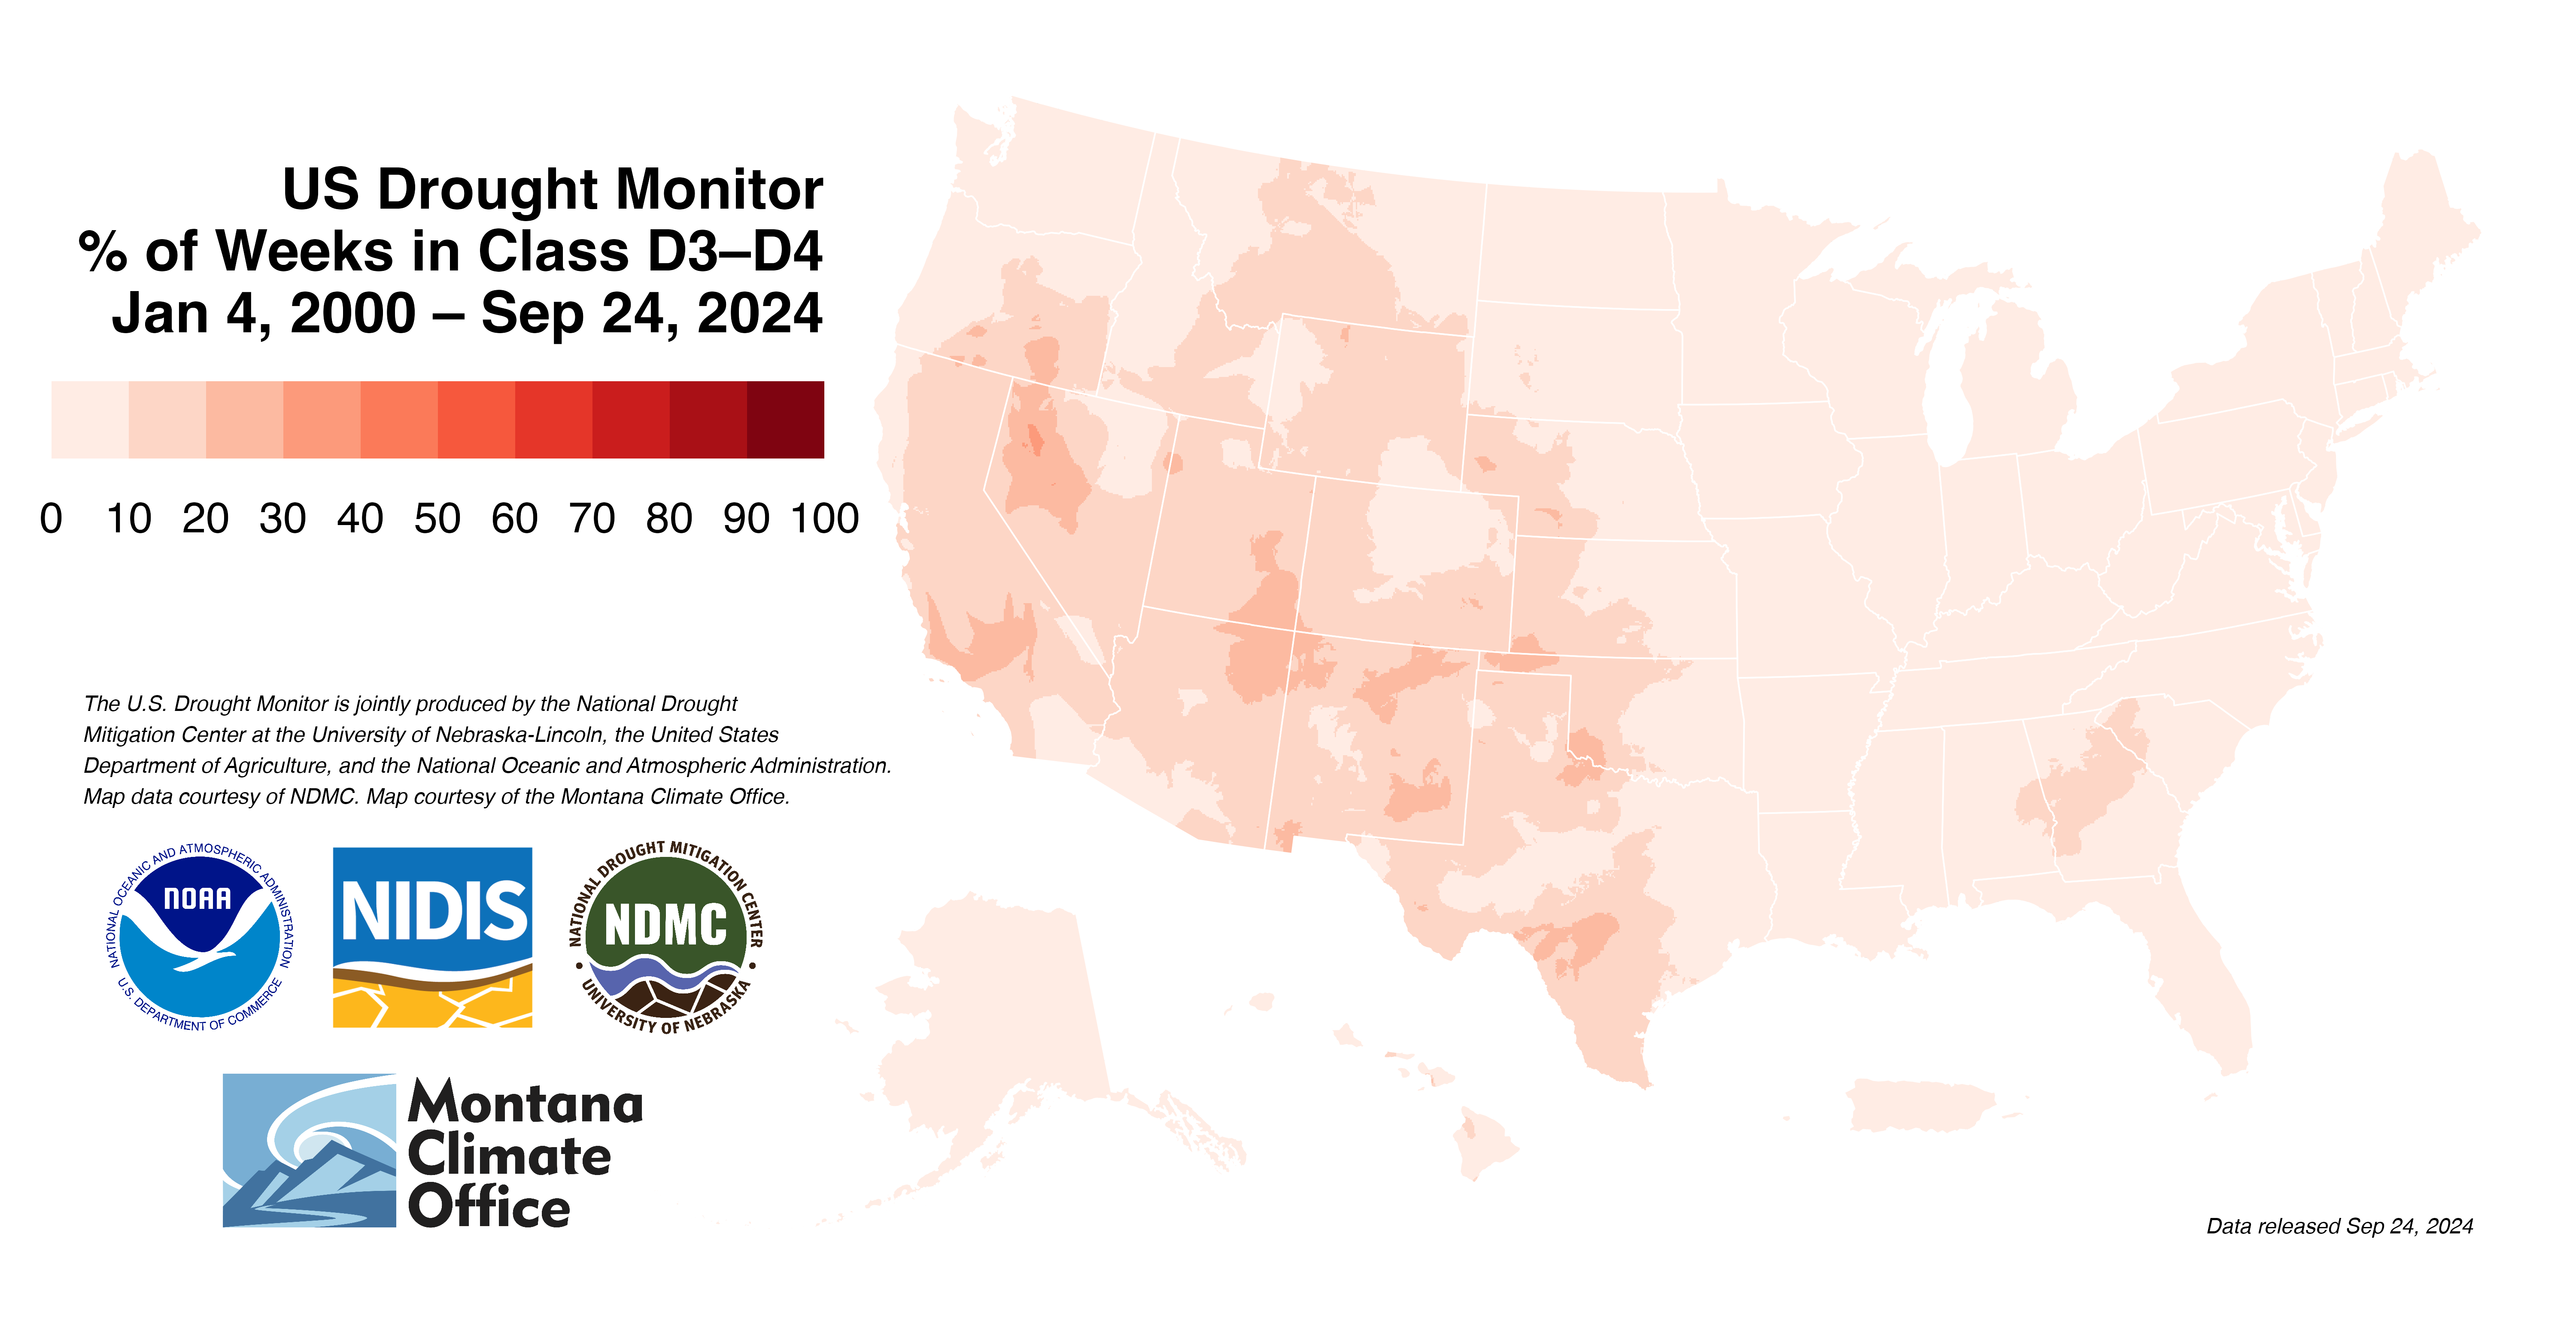 US Drought Monitor
% of Weeks in Class D3–D4
Jan 4, 2000 – Sep 24, 2024
0 10 20 30 40 50 60 70 80 90 100
The U.S. Drought Monitor is jointly produced by the National Drought
Mitigation Center at the University of Nebraska-Lincoln, the United States
Department of Agriculture, and the National Oceanic and Atmospheric Administration.
Map data courtesy of NDMC. Map courtesy of the Montana Climate Office.
NATIONAL OCEANIC AND ATMOSPHERIC ADMINISTRATION
NOAA
U.S. DEPARTMENT OF COMMERCE
NIDIS
NATIONAL DROUGHT MITIGATION CENTER
NDMC
UNIVERSITY OF NEBRASKA
Montana
Climate
Office
Data released Sep 24, 2024